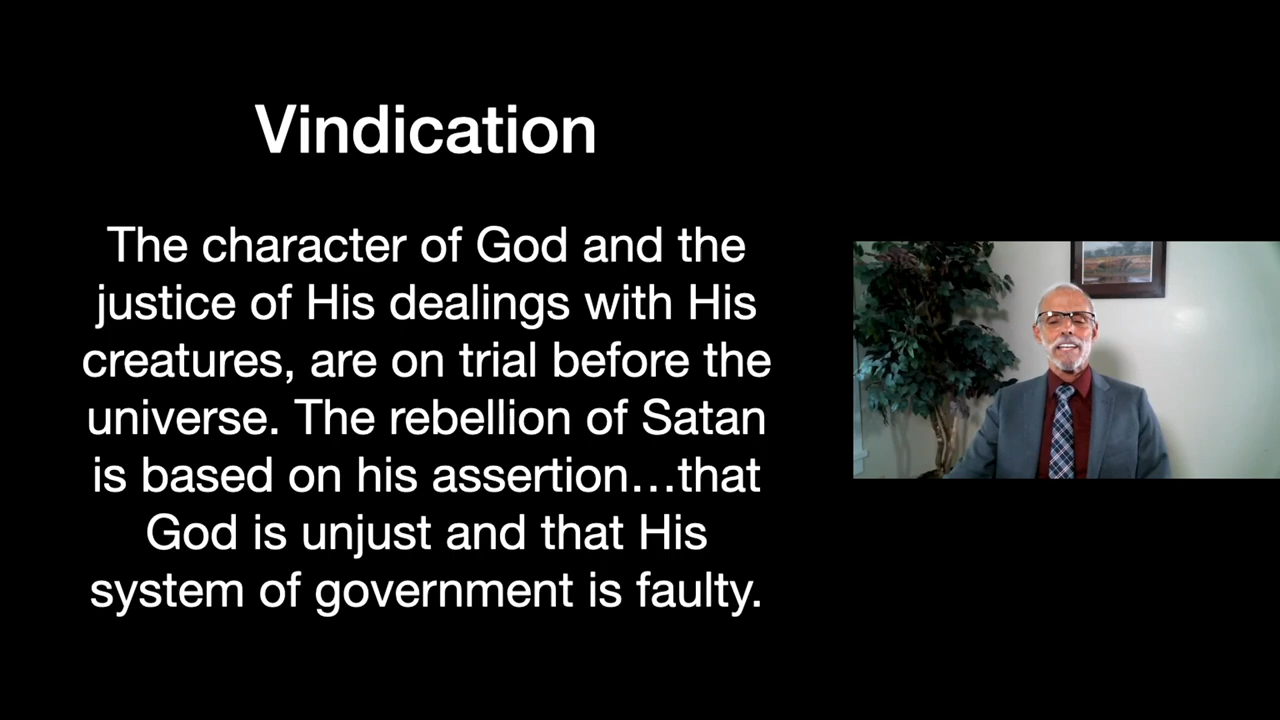 Vindication
The character of God and the
justice of His dealings with His
creatures, are on trial before the
universe. The rebellion of Satan
is based on his assertion…that
God is unjust and that His
system of government is faulty.